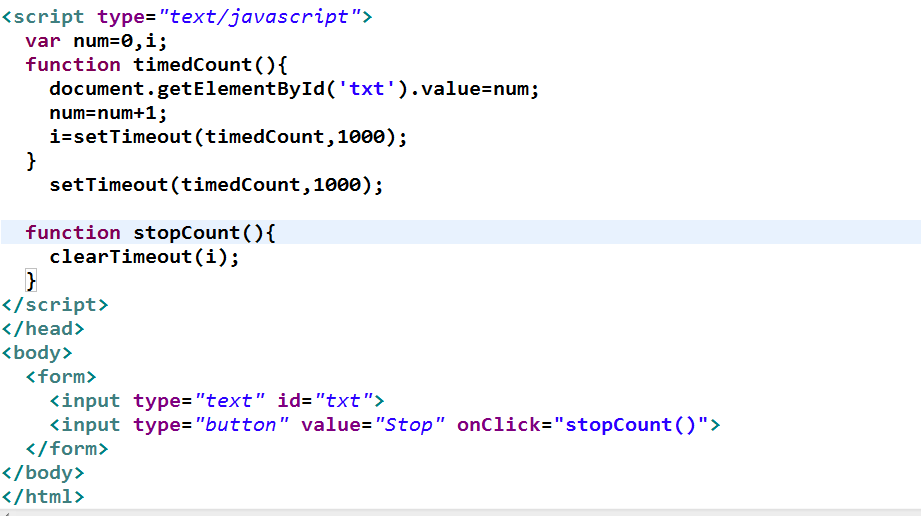 <script type="text/javascript">
  var num=0,i;
  function timedCount(){
    document.getElementById('txt').value=num;
    num=num+1;
    i=setTimeout(timedCount,1000);
  }
    setTimeout(timedCount,1000);

  function stopCount(){
    clearTimeout(i);
  }
</script>
</head>
<body>
  <form>
    <input type="text" id="txt">
    <input type="button" value="Stop" onClick="stopCount()">
  </form>
</body>
</html>